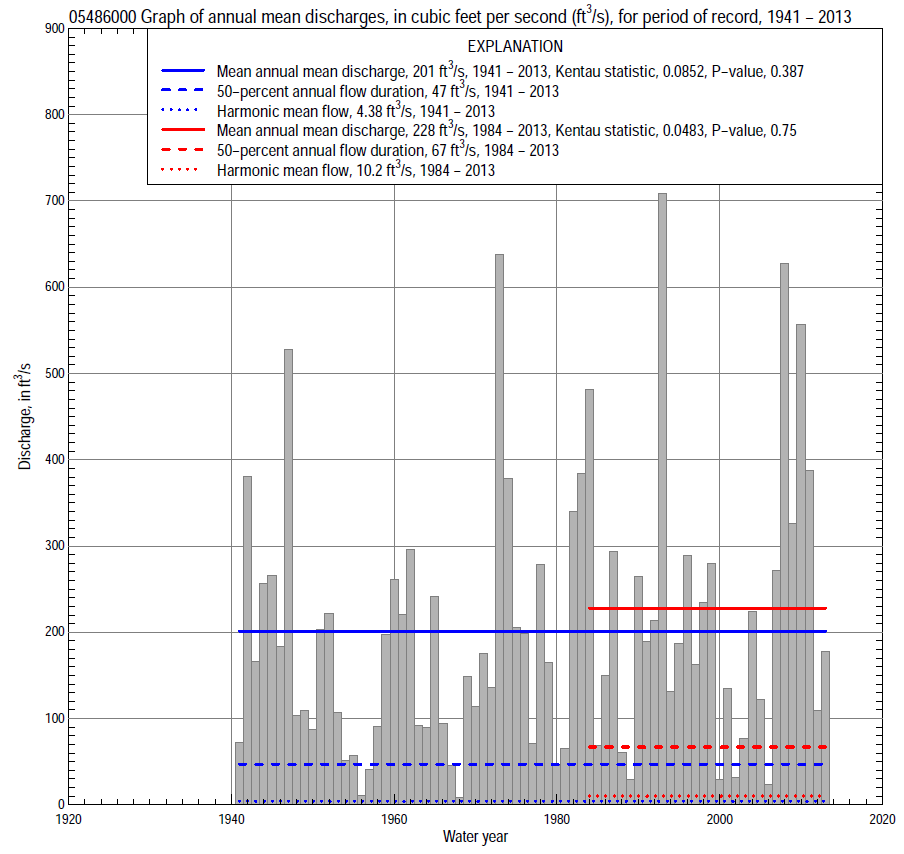 05486000 Graph of annual mean discharges, in cubic feet per second (ft³/s), for period of record, 1941 – 2013
EXPLANATION
Mean annual mean discharge, 201 ft³/s, 1941 – 2013, Kentau statistic, 0.0852, P–value, 0.387
50–percent annual flow duration, 47 ft³/s, 1941 – 2013
Harmonic mean flow, 4.38 ft³/s, 1941 – 2013
Mean annual mean discharge, 228 ft³/s, 1984 – 2013, Kentau statistic, 0.0483, P–value, 0.75
50–percent annual flow duration, 67 ft³/s, 1984 – 2013
Harmonic mean flow, 10.2 ft³/s, 1984 – 2013
900
800
700
600
500
400
300
200
100
0
Discharge, in ft³/s
1920 1940 1960 1980 2000 2020
Water year